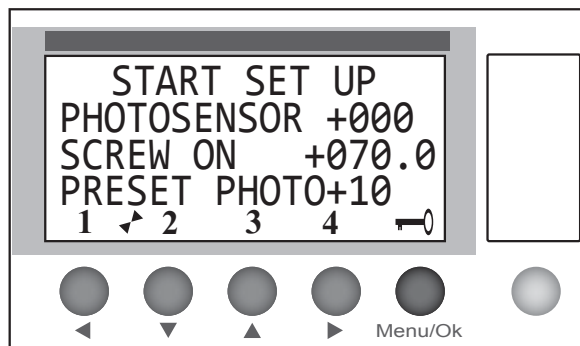 START SET UP
PHOTOSENSOR +000
SCREW ON +070.0
PRESET PHOTO+10
1 2 3 4
Menu/Ok